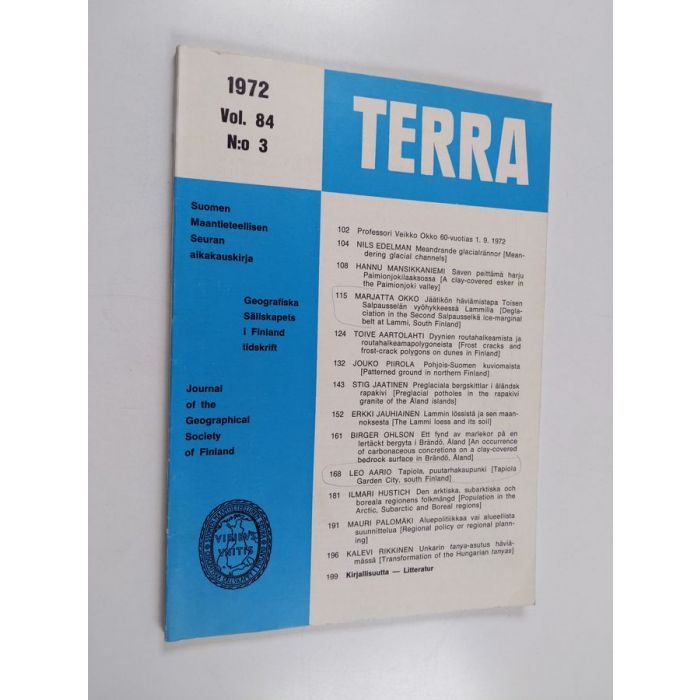 1972
Vol. 84
N:o 3
TERRA
Suomen
Maantieteellisen
Seuran
aikakauskirja
Geografiska
Sällskapets
i Finland
tidskrift
Journal
of the
Geographical
Society
of Finland
VIRIBVS
VNITIS
102 Professori Veikko Okko 60-vuotias 1. 9. 1972
104 NILS EDELMAN Meandrande glacialrännor [Mean-
dering glacial channels]
108 HANNU MANSIKKANIEMI Saven peittämä harju
Paimionjokilaaksossa [A clay-covered esker in
the Paimionjoki valley]
115 MARJATTA OKKO Jäätikön häviämistapa Toisen
Salpausselän vyöhykkeessä Lammilla [Degla-
ciation in the Second Salpausselkä ice-marginal
belt at Lammi, South Finland]
124 TOIVE AARTOLAHTI Dyynien routahalkeamista ja
routahalkeamapolygoneista [Frost cracks and
frost-crack polygons on dunes in Finland]
132 JOUKO PIIROLA Pohjois-Suomen kuviomaista
[Patterned ground in northern Finland]
143 STIG JAATINEN Preglaciala bergskittlar i åländsk
rapakivi [Preglacial potholes in the rapakivi
granite of the Åland islands]
152 ERKKI JAUHIAINEN Lammin lössistä ja sen maan-
noksesta [The Lammi loess and its soil]
161 BIRGER OHLSON Ett fynd av marlekor på en
lertäckt bergyta i Brändö, Åland [An occurrence
of carbonaceous concretions on a clay-covered
bedrock surface in Brändö, Åland]
168 LEO AARIO Tapiola, puutarhakaupunki [Tapiola
Garden City, south Finland]
181 ILMARI HUSTICH Den arktiska, subarktiska och
boreala regionens folkmängd [Population in the
Arctic, Subarctic and Boreal regions]
191 MAURI PALOMÄKI Aluepolitiikkaa vai alueellista
suunnittelua [Regional policy or regional plann-
ing]
196 KALEVI RIKKINEN Unkarin tanya-asutus häviä-
mässä [Transformation of the Hungarian tanyas]
199 Kirjallisuutta — Litteratur